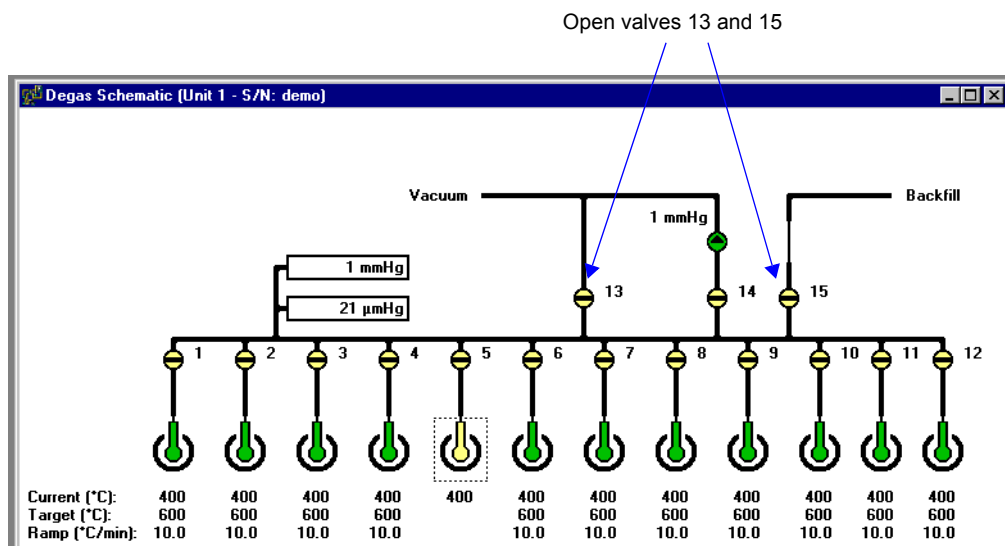 Open valves 13 and 15
Degas Schematic (Unit 1 - S/N: demo)
Vacuum
Backfill
1 mmHg
1 mmHg
21 µmHg
13 14 15
1 2 3 4 5 6 7 8 9 10 11 12
Current (°C): 400 400 400 400 400 400 400 400 400 400 400 400
Target (°C): 600 600 600 600 600 600 600 600 600 600 600
Ramp (°C/min): 10.0 10.0 10.0 10.0 10.0 10.0 10.0 10.0 10.0 10.0 10.0